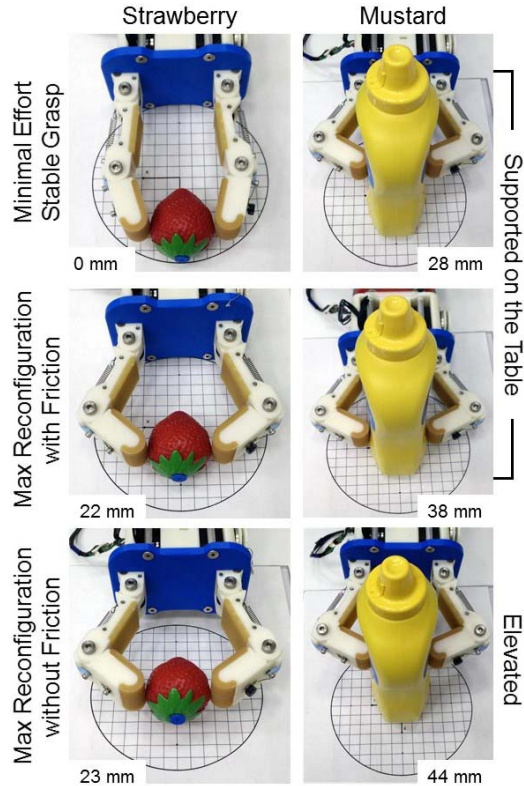 Strawberry
Mustard
Minimal Effort
Stable Grasp
0 mm
28 mm
Supported on the Table
Max Reconfiguration
with Friction
22 mm
38 mm
Max Reconfiguration
without Friction
23 mm
44 mm
Elevated